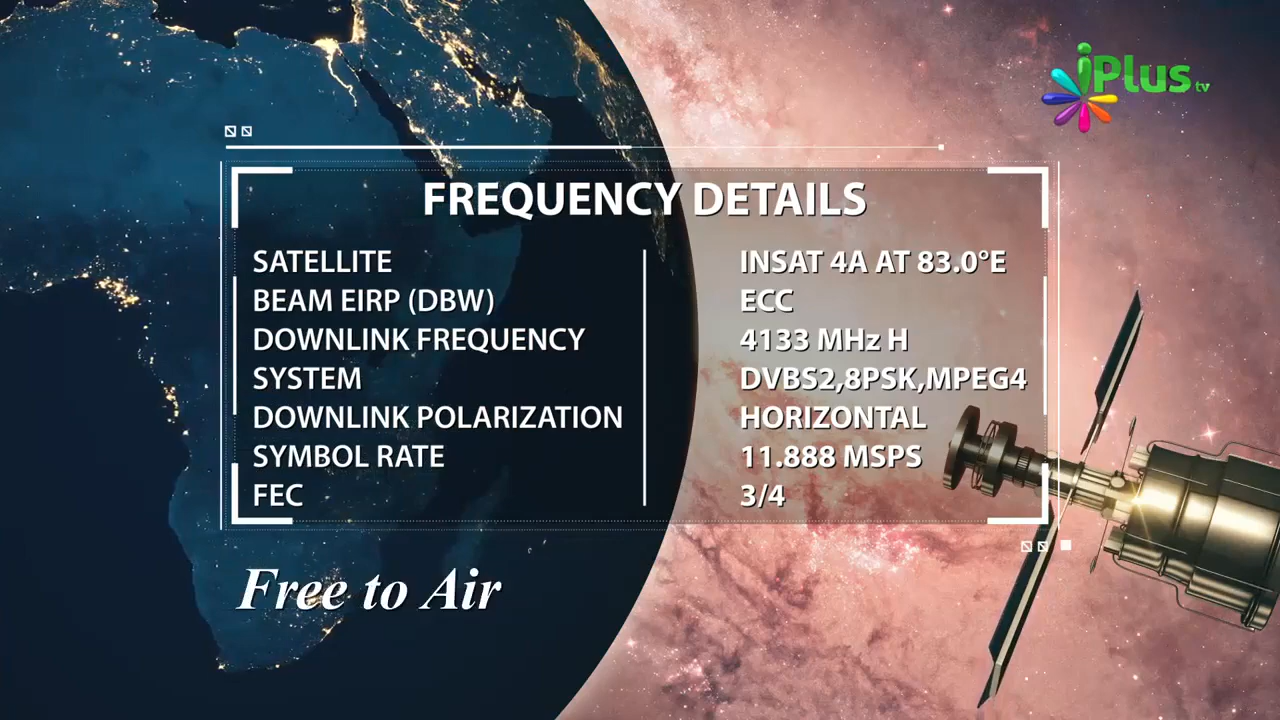 iPlus tv
FREQUENCY DETAILS
SATELLITE INSAT 4A AT 83.0°E
BEAM EIRP (DBW) ECC
DOWNLINK FREQUENCY 4133 MHz H
SYSTEM DVBS2,8PSK,MPEG4
DOWNLINK POLARIZATION HORIZONTAL
SYMBOL RATE 11.888 MSPS
FEC 3/4
Free to Air